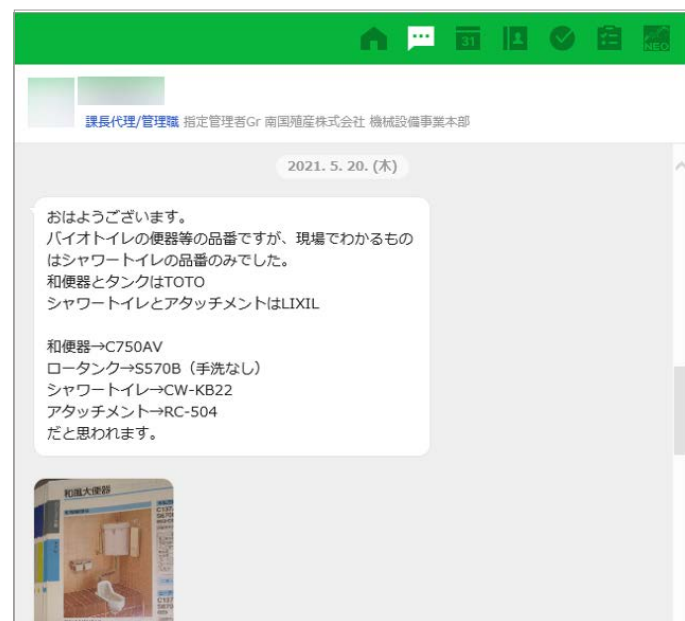 31
NEO
課長代理/管理職 指定管理者Gr 南国殖産株式会社 機械設備事業本部
2021. 5. 20. (木)
おはようございます。
バイオトイレの便器等の品番ですが、現場でわかるもの
はシャワートイレの品番のみでした。
和便器とタンクはTOTO
シャワートイレとアタッチメントはLIXIL
和便器→C750AV
ロータンク→S570B（手洗なし）
シャワートイレ→CW-KB22
アタッチメント→RC-504
だと思われます。
和風大便器